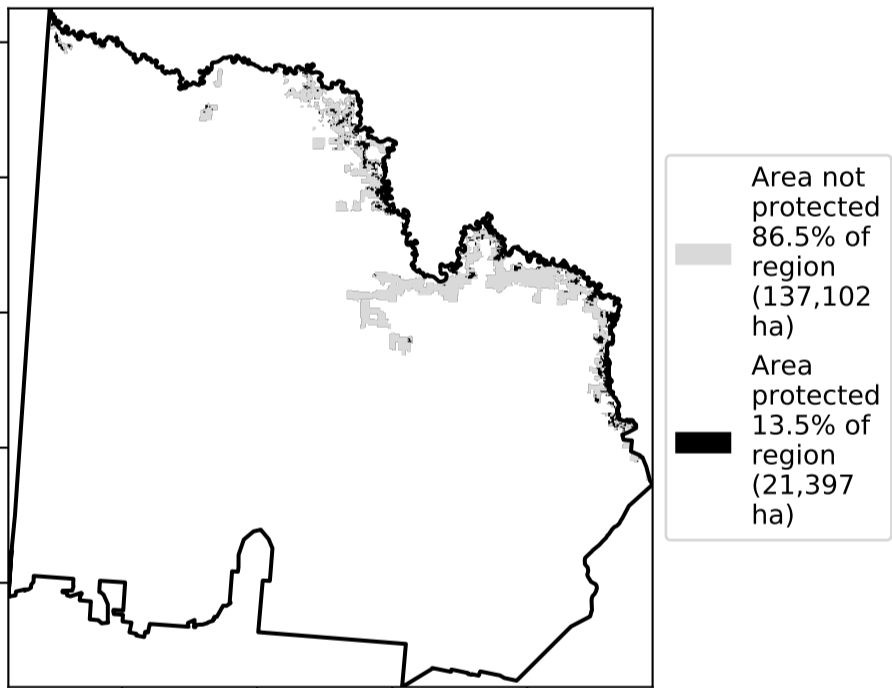 Area not
protected
86.5% of
region
(137,102
ha)
Area
protected
13.5% of
region
(21,397
ha)